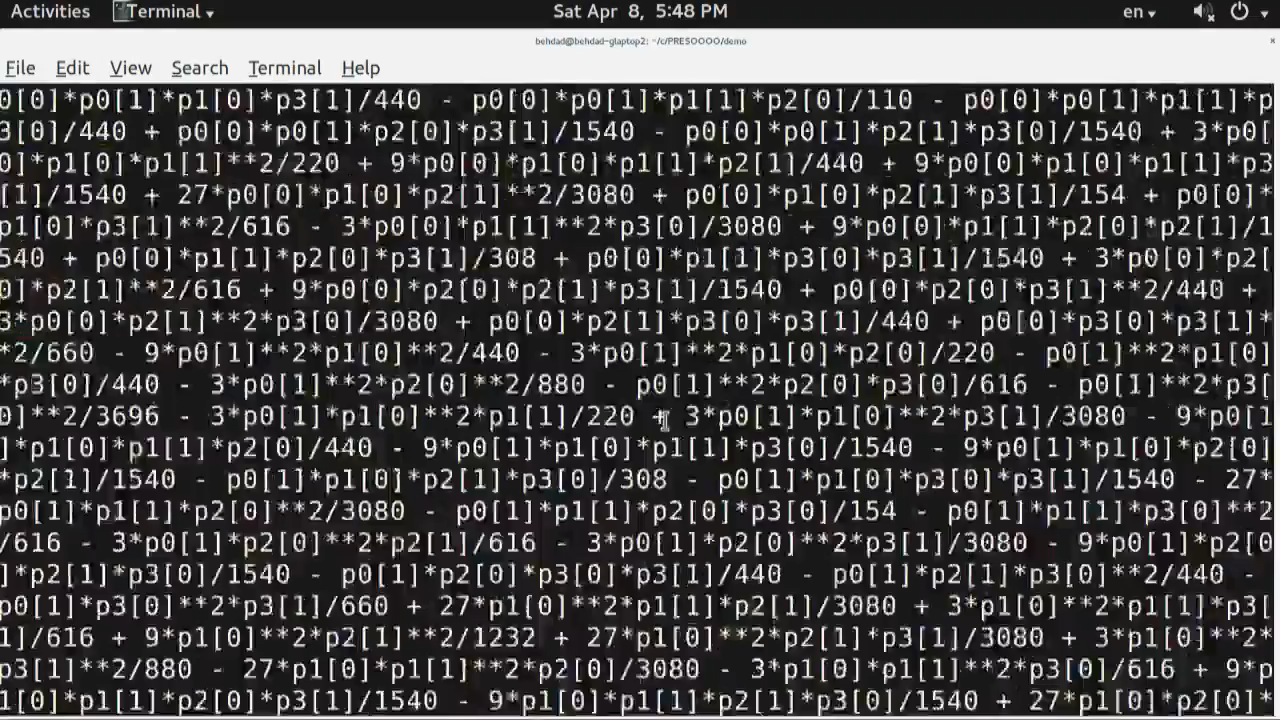 Activities Terminal Sat Apr 8, 5:48 PM en
behdad@behdad-glaptop2: ~/c/PRESOOOO/demo ×
File Edit View Search Terminal Help
0[0]*p0[1]*p1[0]*p3[1]/440 - p0[0]*p0[1]*p1[1]*p2[0]/110 - p0[0]*p0[1]*p1[1]*p
3[0]/440 + p0[0]*p0[1]*p2[0]*p3[1]/1540 - p0[0]*p0[1]*p2[1]*p3[0]/1540 + 3*p0[
0]*p1[0]*p1[1]**2/220 + 9*p0[0]*p1[0]*p1[1]*p2[1]/440 + 9*p0[0]*p1[0]*p1[1]*p3
[1]/1540 + 27*p0[0]*p1[0]*p2[1]**2/3080 + p0[0]*p1[0]*p2[1]*p3[1]/154 + p0[0]*
p1[0]*p3[1]**2/616 - 3*p0[0]*p1[1]**2*p3[0]/3080 + 9*p0[0]*p1[1]*p2[0]*p2[1]/1
540 + p0[0]*p1[1]*p2[0]*p3[1]/308 + p0[0]*p1[1]*p3[0]*p3[1]/1540 + 3*p0[0]*p2[
0]*p2[1]**2/616 + 9*p0[0]*p2[0]*p2[1]*p3[1]/1540 + p0[0]*p2[0]*p3[1]**2/440 +
3*p0[0]*p2[1]**2*p3[0]/3080 + p0[0]*p2[1]*p3[0]*p3[1]/440 + p0[0]*p3[0]*p3[1]*
*2/660 - 9*p0[1]**2*p1[0]**2/440 - 3*p0[1]**2*p1[0]*p2[0]/220 - p0[1]**2*p1[0]
*p3[0]/440 - 3*p0[1]**2*p2[0]**2/880 - p0[1]**2*p2[0]*p3[0]/616 - p0[1]**2*p3[
0]**2/3696 - 3*p0[1]*p1[0]**2*p1[1]/220 + 3*p0[1]*p1[0]**2*p3[1]/3080 - 9*p0[1
]*p1[0]*p1[1]*p2[0]/440 - 9*p0[1]*p1[0]*p1[1]*p3[0]/1540 - 9*p0[1]*p1[0]*p2[0]
*p2[1]/1540 - p0[1]*p1[0]*p2[1]*p3[0]/308 - p0[1]*p1[0]*p3[0]*p3[1]/1540 - 27*
p0[1]*p1[1]*p2[0]**2/3080 - p0[1]*p1[1]*p2[0]*p3[0]/154 - p0[1]*p1[1]*p3[0]**2
/616 - 3*p0[1]*p2[0]**2*p2[1]/616 - 3*p0[1]*p2[0]**2*p3[1]/3080 - 9*p0[1]*p2[0
]*p2[1]*p3[0]/1540 - p0[1]*p2[0]*p3[0]*p3[1]/440 - p0[1]*p2[1]*p3[0]**2/440 -
p0[1]*p3[0]**2*p3[1]/660 + 27*p1[0]**2*p1[1]*p2[1]/3080 + 3*p1[0]**2*p1[1]*p3[
1]/616 + 9*p1[0]**2*p2[1]**2/1232 + 27*p1[0]**2*p2[1]*p3[1]/3080 + 3*p1[0]**2*
p3[1]**2/880 - 27*p1[0]*p1[1]**2*p2[0]/3080 - 3*p1[0]*p1[1]**2*p3[0]/616 + 9*p
1[0]*p1[1]*p2[0]*p3[1]/1540 - 9*p1[0]*p1[1]*p2[1]*p3[0]/1540 + 27*p1[0]*p2[0]*